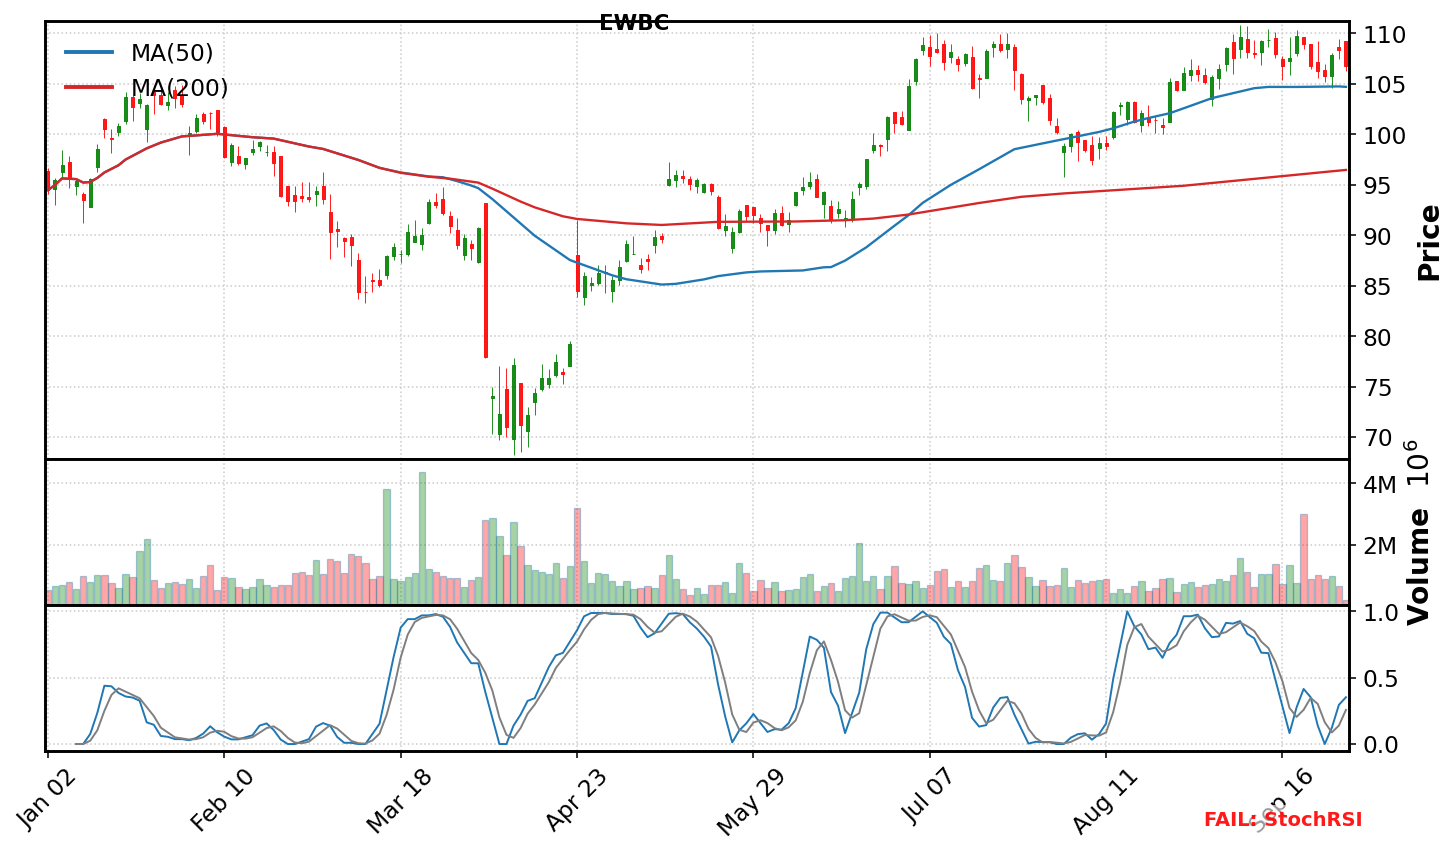 EWBC
MA(50)
MA(200)
110
105
100
95
90
85
80
75
70
Price
4M
2M
Volume 10⁶
1.0
0.5
0.0
Jan 02
Feb 10
Mar 18
Apr 23
May 29
Jul 07
Aug 11
Sep 16
FAIL: StochRSI